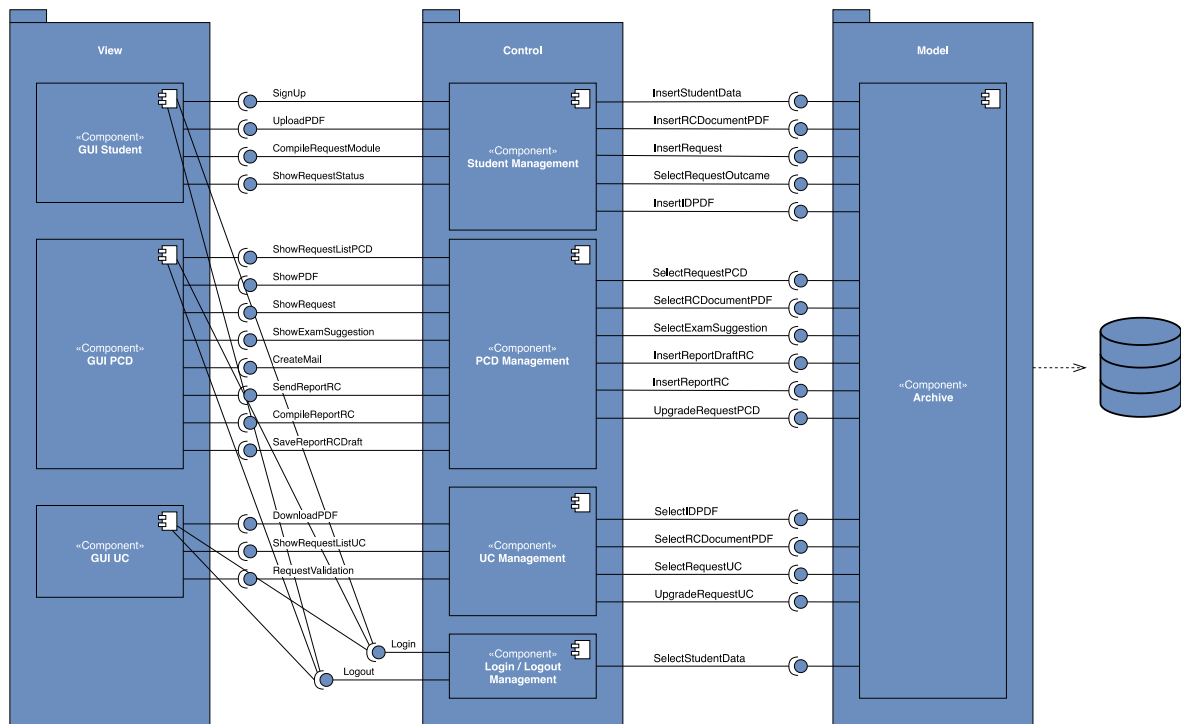 View
Control
Model
«Component»
GUI Student
SignUp
UploadPDF
CompileRequestModule
ShowRequestStatus
«Component»
Student Management
InsertStudentData
InsertRCDocumentPDF
InsertRequest
SelectRequestOutcame
InsertIDPDF
«Component»
GUI PCD
ShowRequestListPCD
ShowPDF
ShowRequest
ShowExamSuggestion
CreateMail
SendReportRC
CompileReportRC
SaveReportRCDraft
«Component»
PCD Management
SelectRequestPCD
SelectRCDocumentPDF
SelectExamSuggestion
InsertReportDraftRC
InsertReportRC
UpgradeRequestPCD
«Component»
Archive
«Component»
GUI UC
DownloadPDF
ShowRequestListUC
RequestValidation
«Component»
UC Management
SelectIDPDF
SelectRCDocumentPDF
SelectRequestUC
UpgradeRequestUC
Login
Logout
«Component»
Login / Logout
Management
SelectStudentData